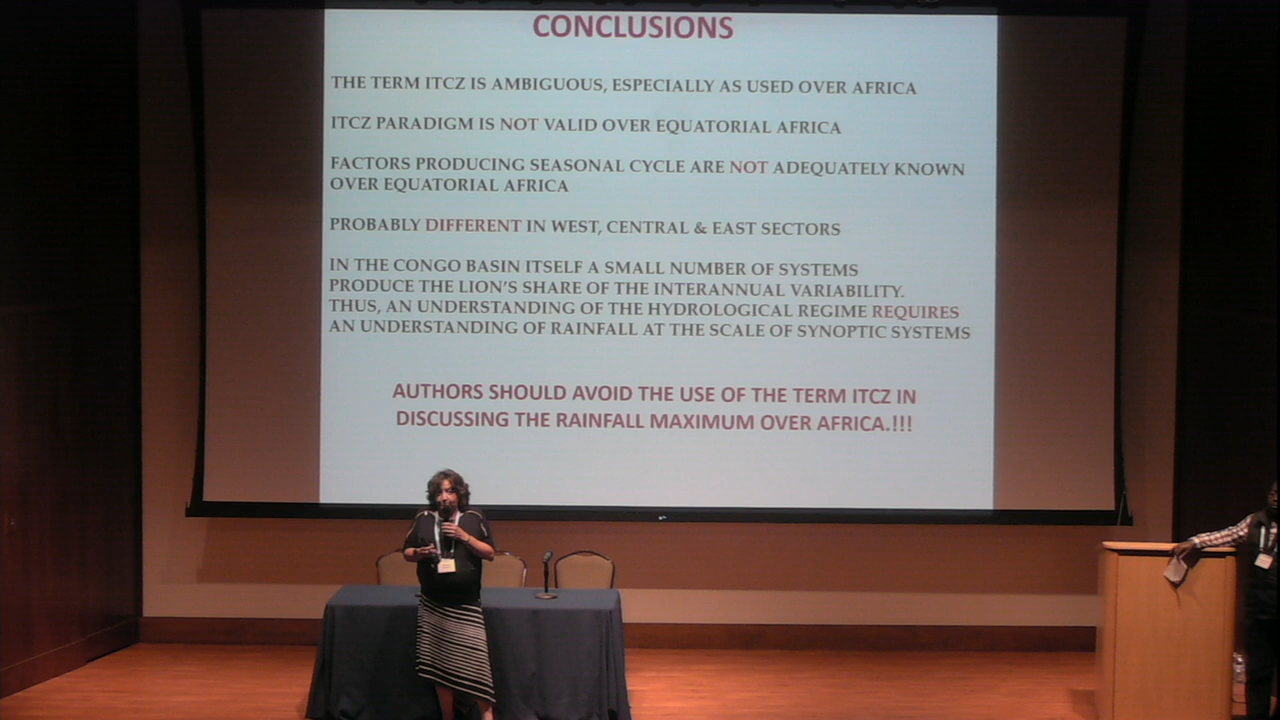 CONCLUSIONS
THE TERM ITCZ IS AMBIGUOUS, ESPECIALLY AS USED OVER AFRICA
ITCZ PARADIGM IS NOT VALID OVER EQUATORIAL AFRICA
FACTORS PRODUCING SEASONAL CYCLE ARE NOT ADEQUATELY KNOWN
OVER EQUATORIAL AFRICA
PROBABLY DIFFERENT IN WEST, CENTRAL & EAST SECTORS
IN THE CONGO BASIN ITSELF A SMALL NUMBER OF SYSTEMS
PRODUCE THE LION'S SHARE OF THE INTERANNUAL VARIABILITY.
THUS, AN UNDERSTANDING OF THE HYDROLOGICAL REGIME REQUIRES
AN UNDERSTANDING OF RAINFALL AT THE SCALE OF SYNOPTIC SYSTEMS
AUTHORS SHOULD AVOID THE USE OF THE TERM ITCZ IN
DISCUSSING THE RAINFALL MAXIMUM OVER AFRICA.!!!